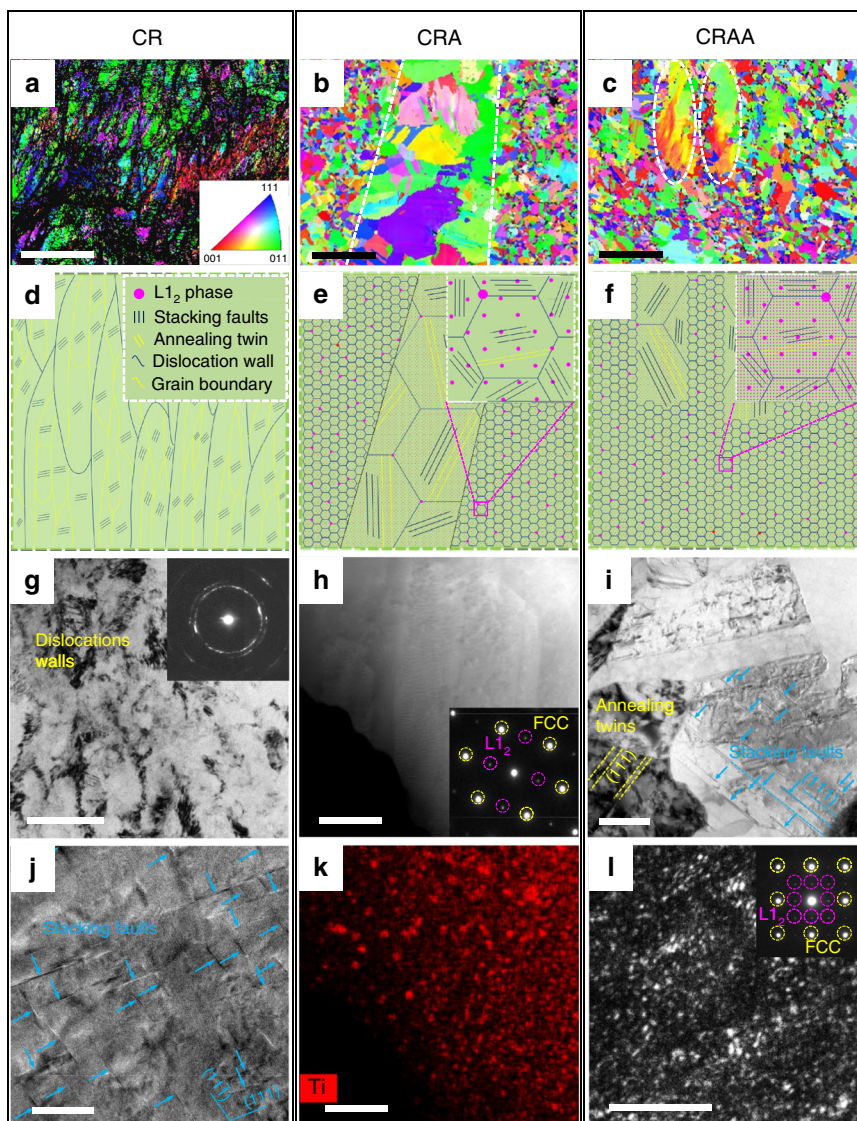 CR
CRA
CRAA
a
111
001
011
b
c
d
L1₂ phase
Stacking faults
Annealing twin
Dislocation wall
Grain boundary
e
f
g
Dislocations
walls
h
FCC
L1₂
i
Annealing
twins
Stacking faults
j
Stacking faults
(111)
k
Ti
l
FCC